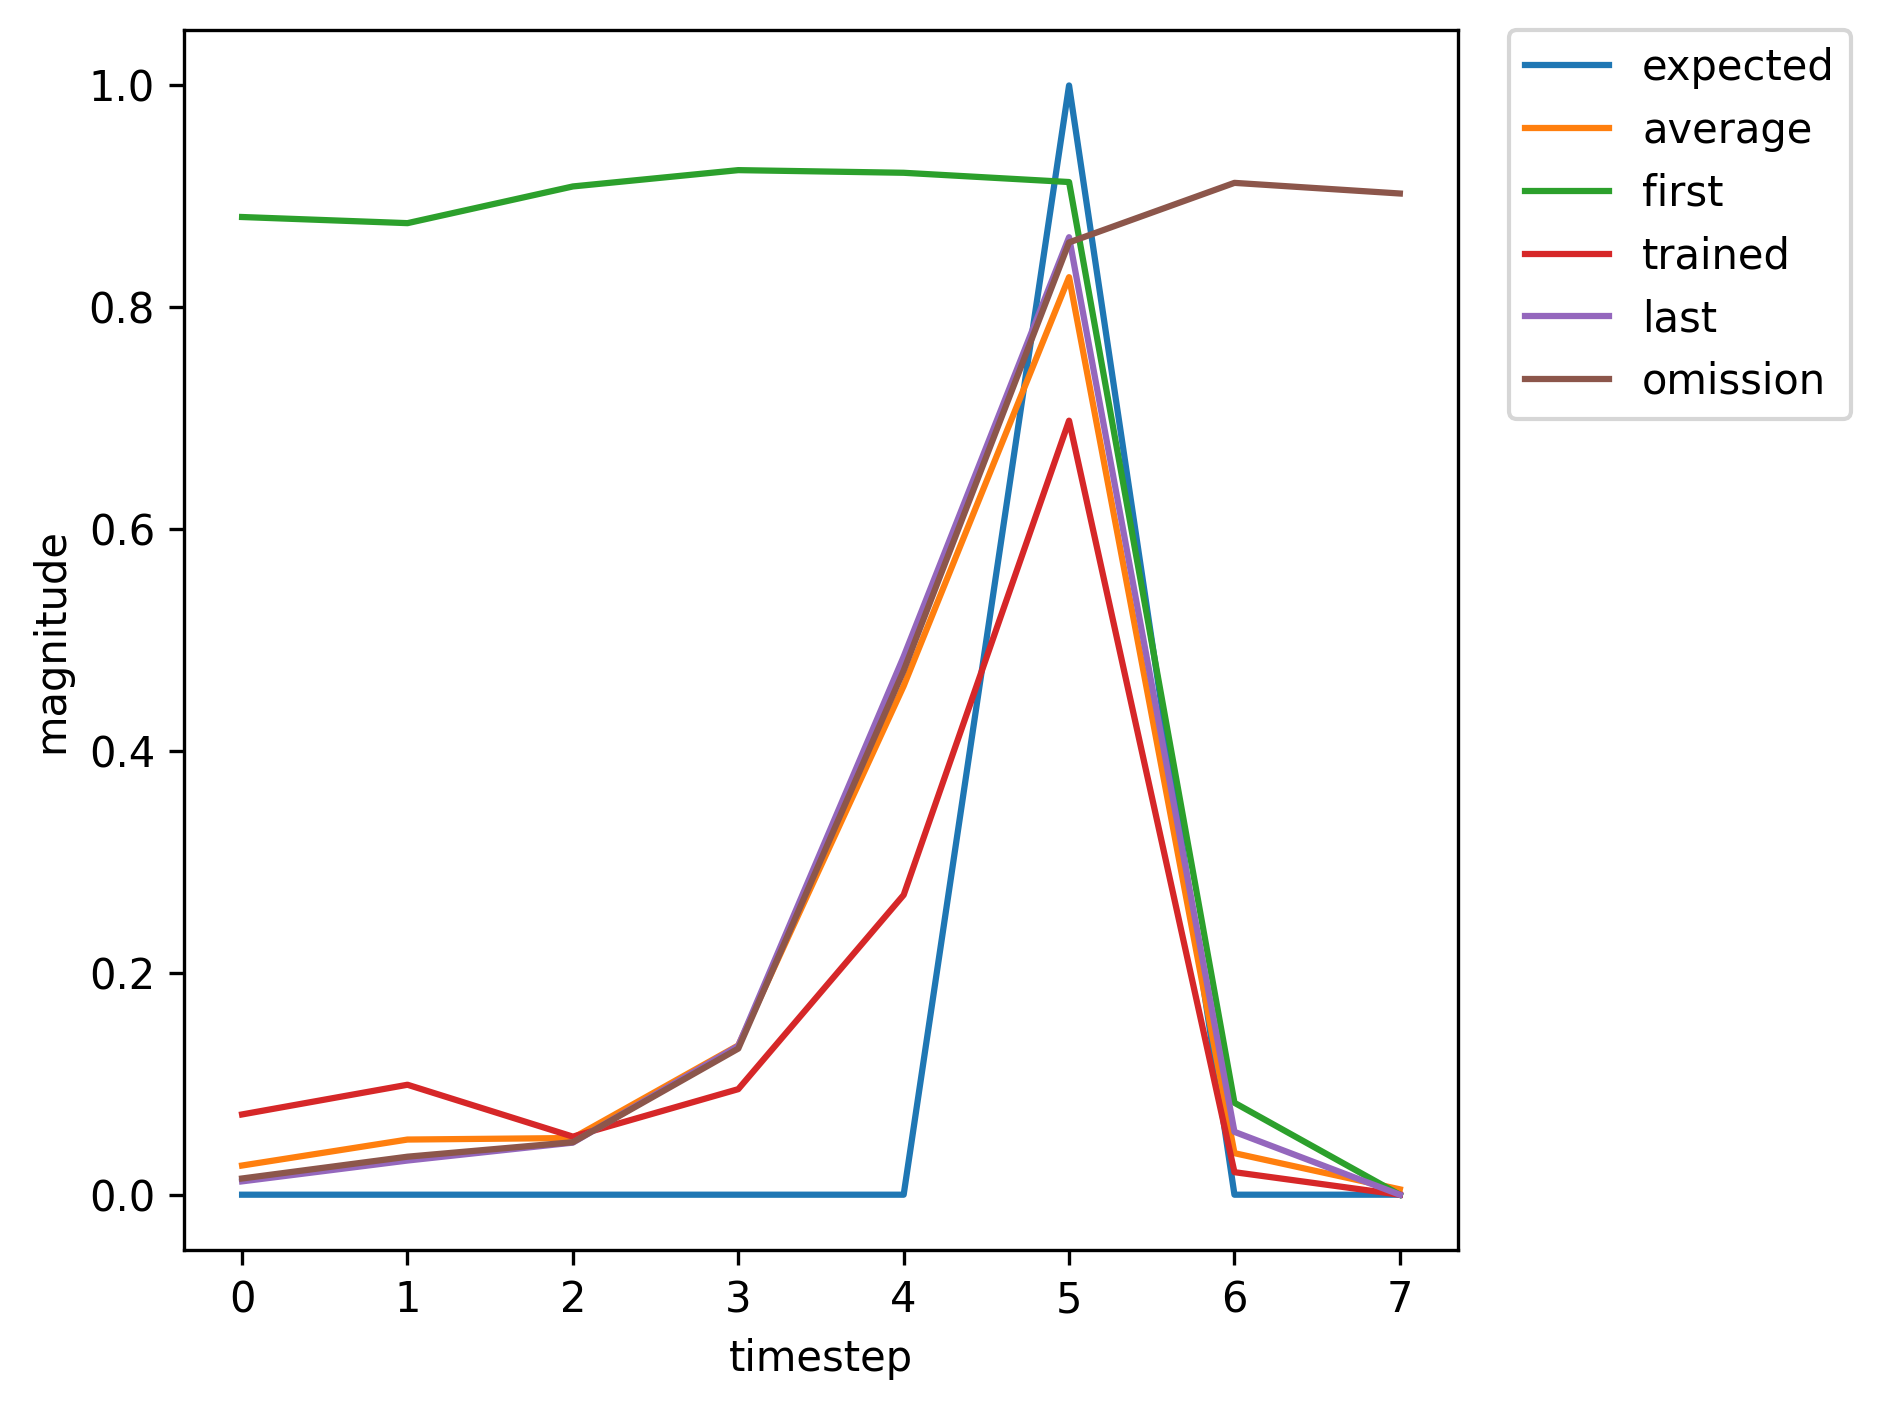 1.0
0.8
0.6
0.4
0.2
0.0
magnitude
0 1 2 3 4 5 6 7
timestep
expected
average
first
trained
last
omission